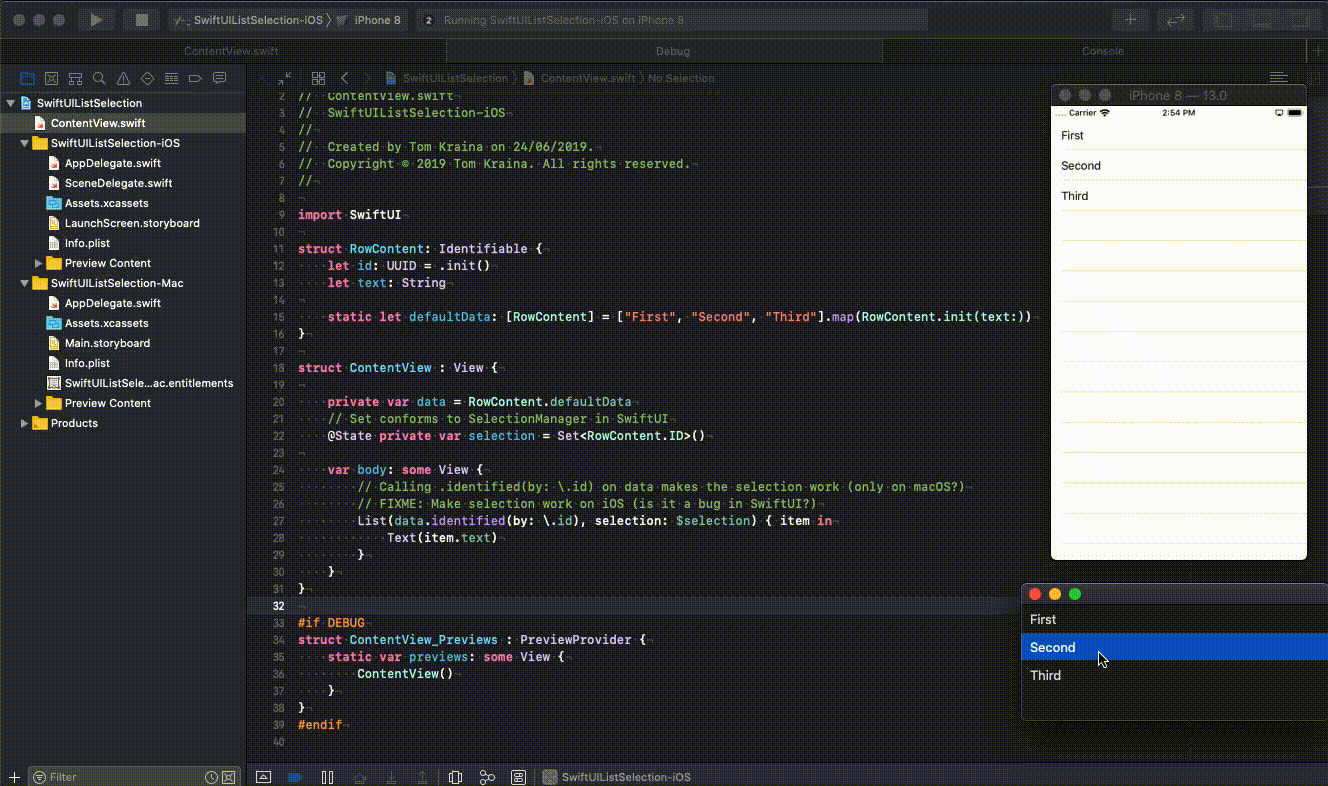 SwiftUIListSelection-iOS 〉 iPhone 8
2 Running SwiftUIListSelection-iOS on iPhone 8
ContentView.swift
Debug
Console
SwiftUIListSelection 〉 ContentView.swift 〉 No Selection
SwiftUIListSelection
ContentView.swift
SwiftUIListSelection-iOS
AppDelegate.swift
SceneDelegate.swift
Assets.xcassets
LaunchScreen.storyboard
Info.plist
Preview Content
SwiftUIListSelection-Mac
AppDelegate.swift
Assets.xcassets
Main.storyboard
Info.plist
SwiftUISele...ac.entitlements
Preview Content
Products
Filter
2 //  ContentView.swift
3 //  SwiftUIListSelection-iOS
4 //
5 //  Created by Tom Kraina on 24/06/2019.
6 //  Copyright © 2019 Tom Kraina. All rights reserved.
7 //
8
9 import SwiftUI
10
11 struct RowContent: Identifiable {
12     let id: UUID = .init()
13     let text: String
14
15     static let defaultData: [RowContent] = ["First", "Second", "Third"].map(RowContent.init(text:))
16 }
17
18 struct ContentView : View {
19
20     private var data = RowContent.defaultData
21     // Set conforms to SelectionManager in SwiftUI
22     @State private var selection = Set<RowContent.ID>()
23
24     var body: some View {
25         // Calling .identified(by: \.id) on data makes the selection work (only on macOS?)
26         // FIXME: Make selection work on iOS (is it a bug in SwiftUI?)
27         List(data.identified(by: \.id), selection: $selection) { item in
28             Text(item.text)
29         }
30     }
31 }
32
33 #if DEBUG
34 struct ContentView_Previews : PreviewProvider {
35     static var previews: some View {
36         ContentView()
37     }
38 }
39 #endif
40
SwiftUIListSelection-iOS
iPhone 8 — 13.0
Carrier 2:54 PM
First
Second
Third
First
Second
Third